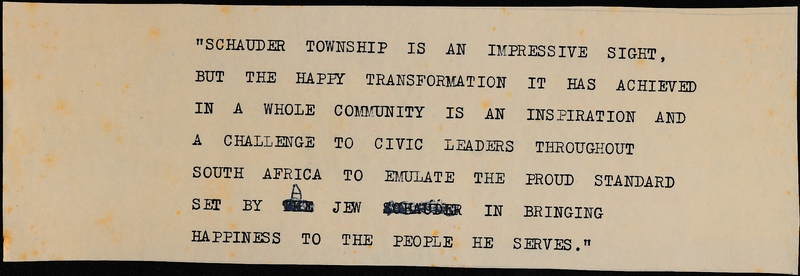 "SCHAUDER TOWNSHIP IS AN IMPRESSIVE SIGHT,
BUT THE HAPPY TRANSFORMATION IT HAS ACHIEVED
IN A WHOLE COMMUNITY IS AN INSPIRATION AND
A CHALLENGE TO CIVIC LEADERS THROUGHOUT
SOUTH AFRICA TO EMULATE THE PROUD STANDARD
SET BY A JEW SCHAUDER IN BRINGING
HAPPINESS TO THE PEOPLE HE SERVES."